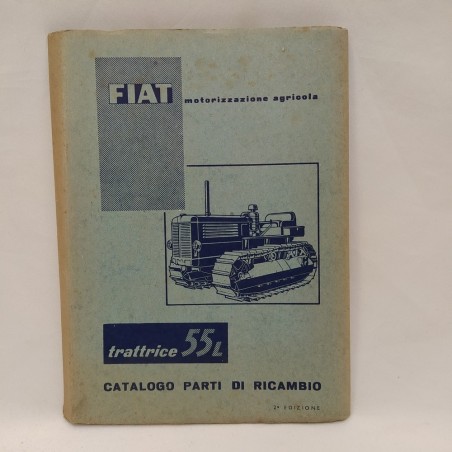 FIAT motorizzazione agricola
trattrice 55L
CATALOGO PARTI DI RICAMBIO
2ª EDIZIONE